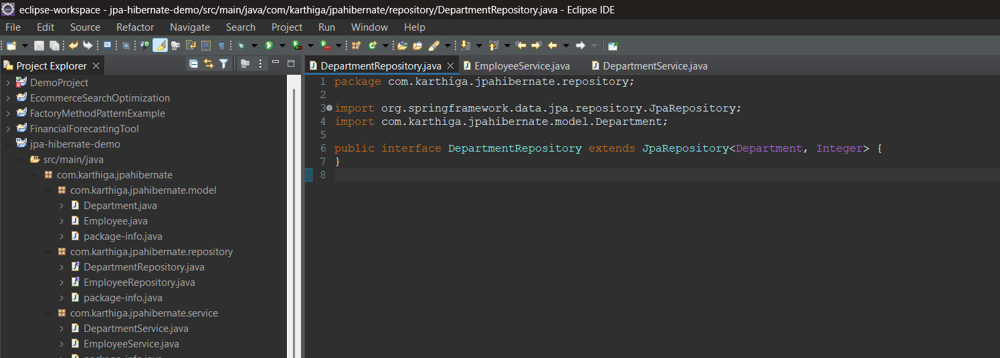 eclipse-workspace - jpa-hibernate-demo/src/main/java/com/karthiga/jpahibernate/repository/DepartmentRepository.java - Eclipse IDE
File Edit Source Refactor Navigate Search Project Run Window Help
Project Explorer
DemoProject
EcommerceSearchOptimization
FactoryMethodPatternExample
FinancialForecastingTool
jpa-hibernate-demo
src/main/java
com.karthiga.jpahibernate
com.karthiga.jpahibernate.model
Department.java
Employee.java
package-info.java
com.karthiga.jpahibernate.repository
DepartmentRepository.java
EmployeeRepository.java
package-info.java
com.karthiga.jpahibernate.service
DepartmentService.java
EmployeeService.java
package-info.java
DepartmentRepository.java EmployeeService.java DepartmentService.java
1 package com.karthiga.jpahibernate.repository;
2
3 import org.springframework.data.jpa.repository.JpaRepository;
4 import com.karthiga.jpahibernate.model.Department;
5
6 public interface DepartmentRepository extends JpaRepository<Department, Integer> {
7 }
8